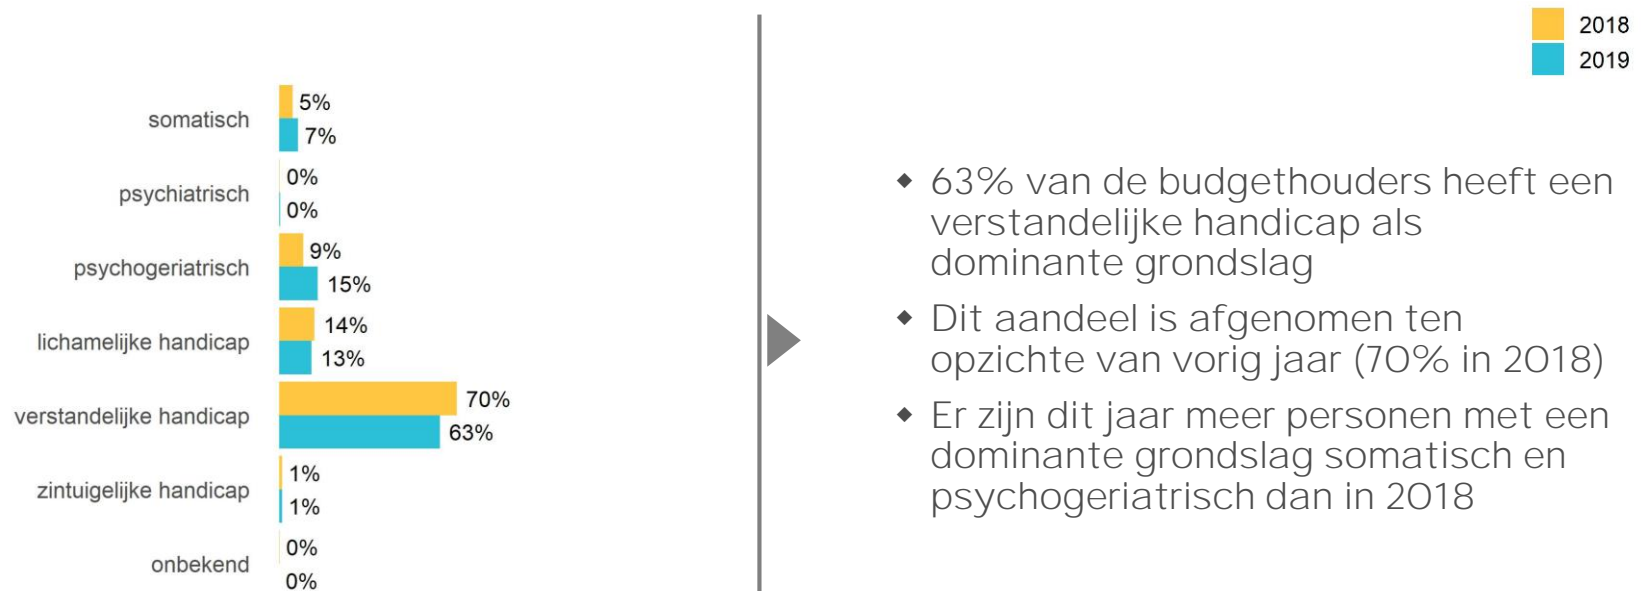 2018
2019
somatisch
5%
7%
psychiatrisch
0%
0%
psychogeriatrisch
9%
15%
lichamelijke handicap
14%
13%
verstandelijke handicap
70%
63%
zintuigelijke handicap
1%
1%
onbekend
0%
0%
◆ 63% van de budgethouders heeft een
verstandelijke handicap als
dominante grondslag
◆ Dit aandeel is afgenomen ten
opzichte van vorig jaar (70% in 2018)
◆ Er zijn dit jaar meer personen met een
dominante grondslag somatisch en
psychogeriatrisch dan in 2018